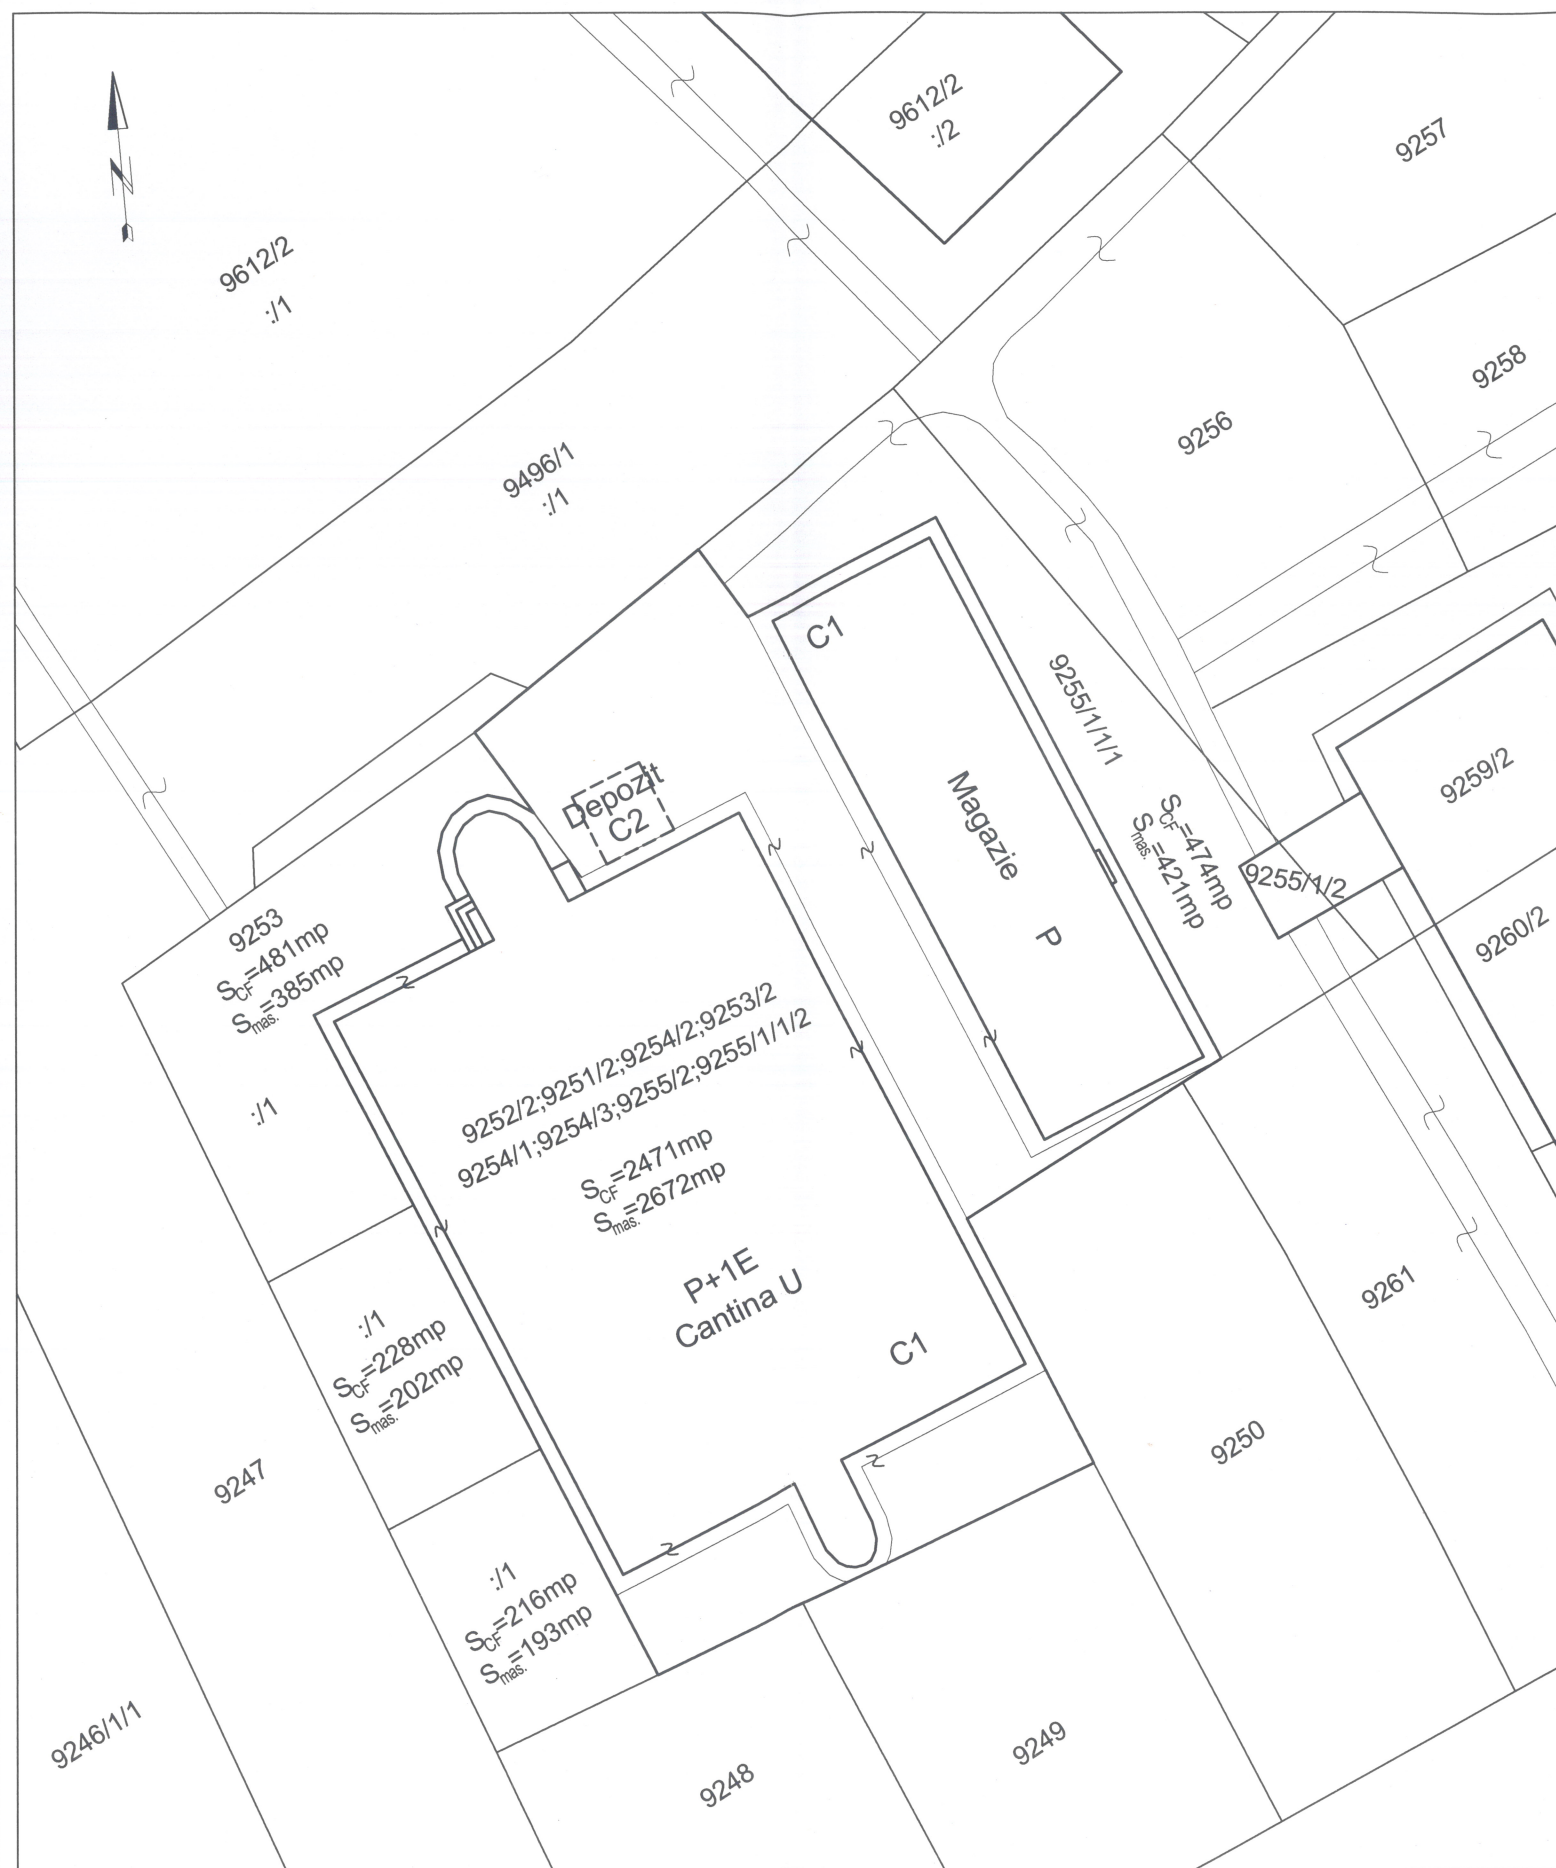 9612/2
:/2
9257
N
9612/2
:/1
9258
9256
9496/1
:/1
C1
9255/1/1/1
Magazie
P
SCF=474mp
Smas.=421mp
9259/2
Depozit
C2
9255/1/2
9260/2
9253
SCF=481mp
Smas.=385mp
:/1
9252/2;9251/2;9254/2;9253/2
9254/1;9254/3;9255/2;9255/1/1/2
SCF=2471mp
Smas.=2672mp
P+1E
Cantina U
C1
:/1
SCF=228mp
Smas.=202mp
9261
9250
9247
:/1
SCF=216mp
Smas.=193mp
9246/1/1
9248
9249